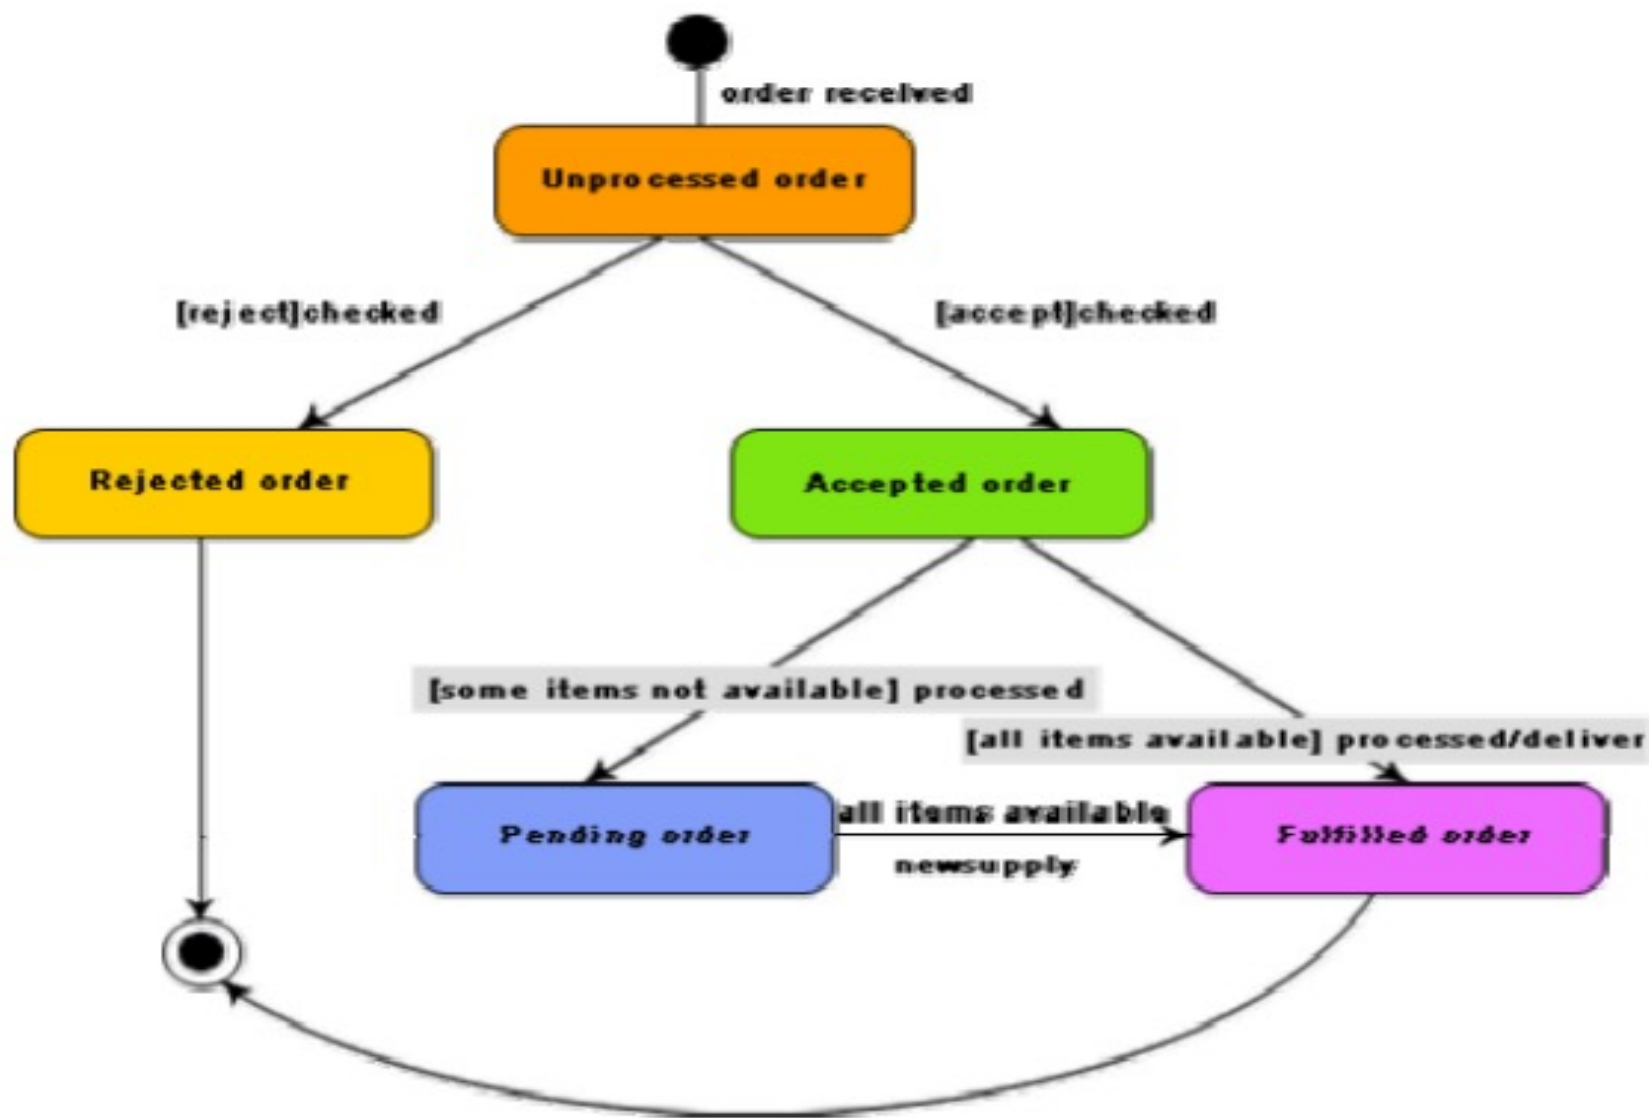 order received
Unprocessed order
[reject]checked
[accept]checked
Rejected order
Accepted order
[some items not available] processed
[all items available] processed/deliver
all items available
Pending order
Fulfilled order
newsupply